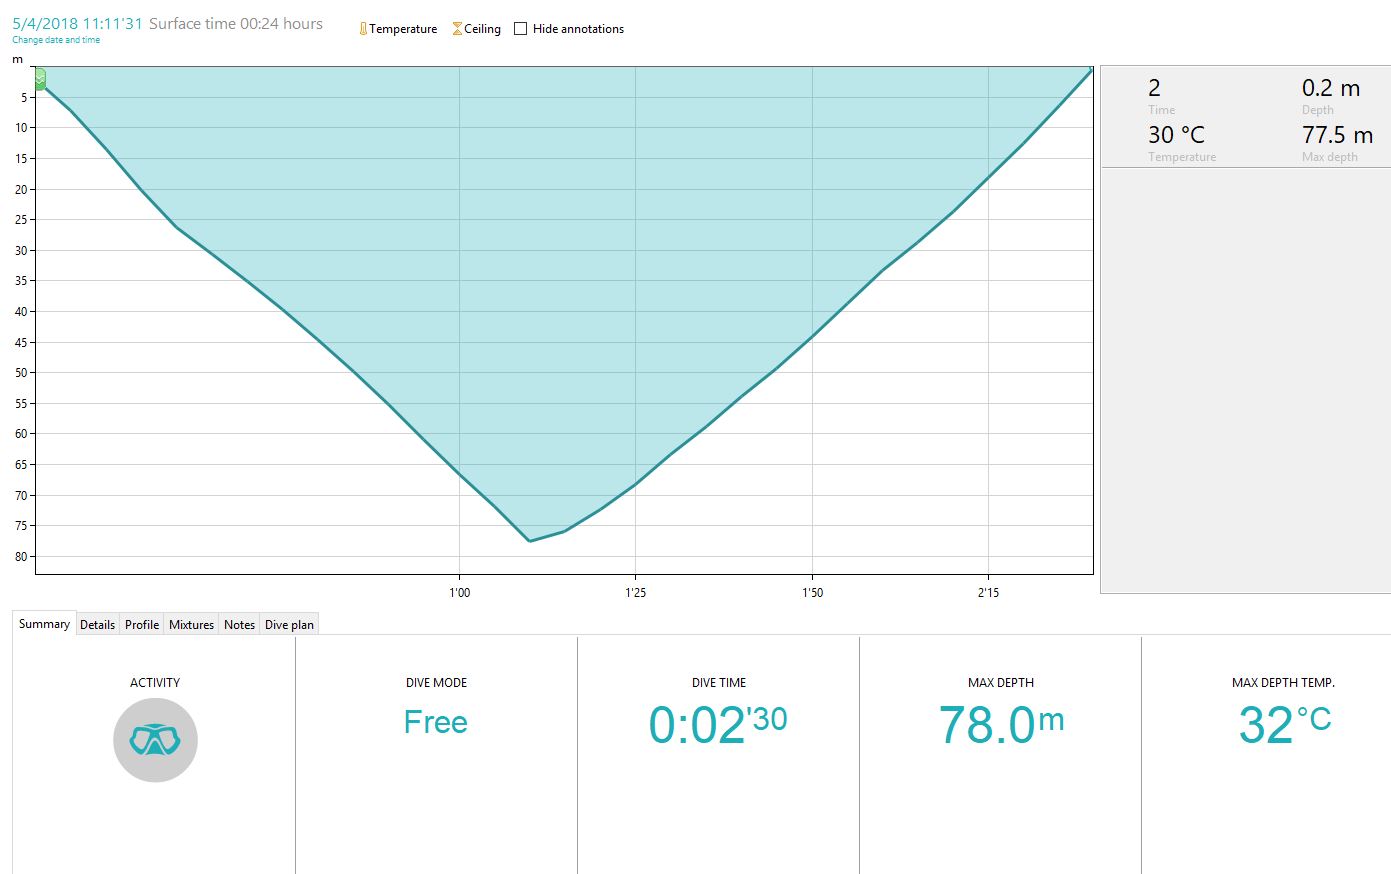 5/4/2018 11:11'31 Surface time 00:24 hours
Change date and time
Temperature Ceiling Hide annotations
m
5
10
15
20
25
30
35
40
45
50
55
60
65
70
75
80
1'00 1'25 1'50 2'15
2 0.2 m
Time Depth
30 °C 77.5 m
Temperature Max depth
Summary Details Profile Mixtures Notes Dive plan
ACTIVITY DIVE MODE DIVE TIME MAX DEPTH MAX DEPTH TEMP.
Free 0:02'30 78.0m 32°C